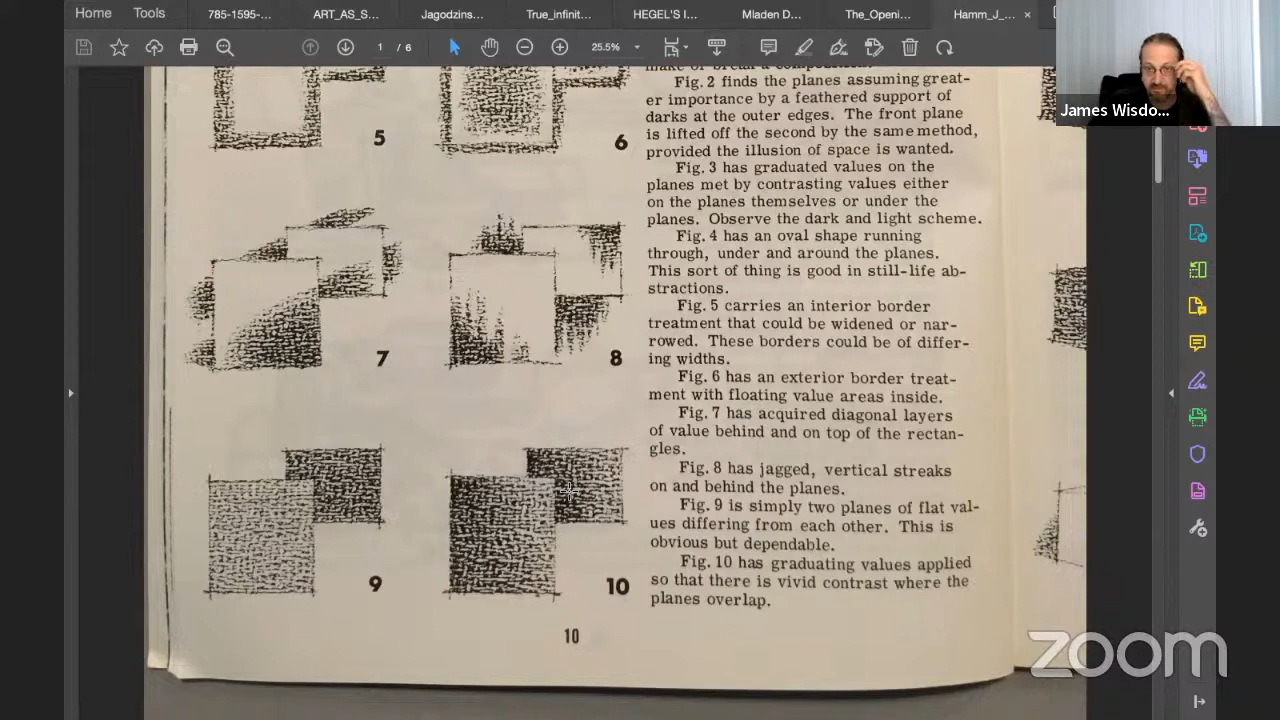 Home Tools 785-1595-... ART_AS_S... Jagodzins... True_infinit... HEGEL'S I... Mladen D... The_Openi... Hamm_J_... ×
1 / 6 25.5%
James Wisdo...
Fig. 2 finds the planes assuming great-
er importance by a feathered support of
darks at the outer edges. The front plane
is lifted off the second by the same method,
provided the illusion of space is wanted.
Fig. 3 has graduated values on the
planes met by contrasting values either
on the planes themselves or under the
planes. Observe the dark and light scheme.
Fig. 4 has an oval shape running
through, under and around the planes.
This sort of thing is good in still-life ab-
stractions.
Fig. 5 carries an interior border
treatment that could be widened or nar-
rowed. These borders could be of differ-
ing widths.
Fig. 6 has an exterior border treat-
ment with floating value areas inside.
Fig. 7 has acquired diagonal layers
of value behind and on top of the rectan-
gles.
Fig. 8 has jagged, vertical streaks
on and behind the planes.
Fig. 9 is simply two planes of flat val-
ues differing from each other. This is
obvious but dependable.
Fig. 10 has graduating values applied
so that there is vivid contrast where the
planes overlap.
5 6
7 8
9 10
10
zoom